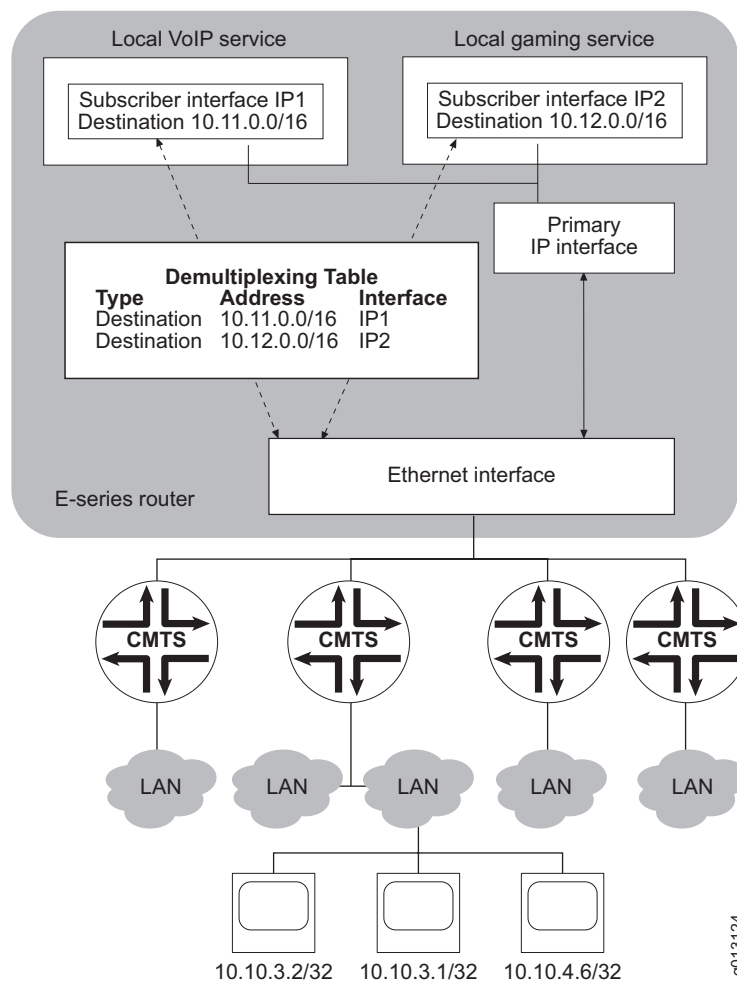 Local VoIP service
Local gaming service
Subscriber interface IP1
Destination 10.11.0.0/16
Subscriber interface IP2
Destination 10.12.0.0/16
Primary
IP interface
Demultiplexing Table
Type Address Interface
Destination 10.11.0.0/16 IP1
Destination 10.12.0.0/16 IP2
Ethernet interface
E-series router
CMTS CMTS CMTS CMTS
LAN LAN LAN LAN LAN
10.10.3.2/32 10.10.3.1/32 10.10.4.6/32
g013124